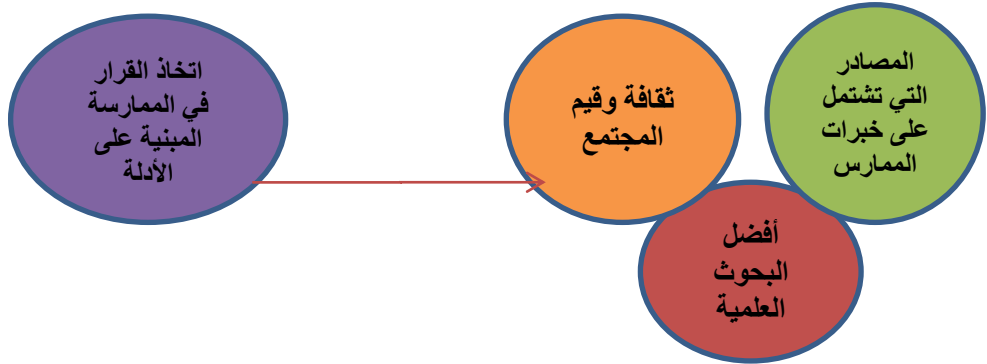 المصادر
التي تشتمل
على خبرات
الممارس
ثقافة وقيم
المجتمع
اتخاذ القرار
في الممارسة
المبنية على
الأدلة
أفضل
البحوث
العلمية